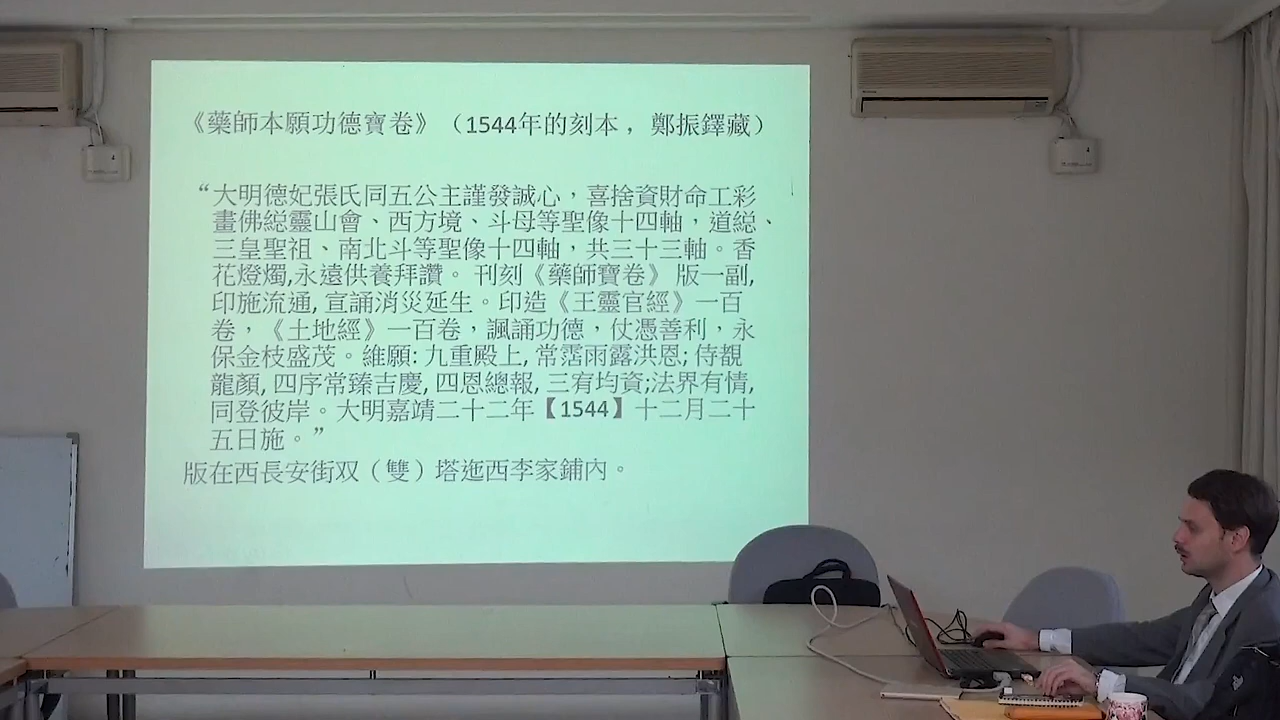 《藥師本願功德寶卷》（1544年的刻本，鄭振鐸藏）
“大明德妃張氏同五公主謹發誠心，喜捨資財命工彩
畫佛縂靈山會、西方境、斗母等聖像十四軸，道縂、
三皇聖祖、南北斗等聖像十四軸，共三十三軸。香
花燈燭,永遠供養拜讚。刊刻《藥師寶卷》 版一副,
印施流通, 宣誦消災延生。印造《王靈官經》一百
卷，《土地經》一百卷，諷誦功德，仗憑善利，永
保金枝盛茂。維願: 九重殿上, 常霑雨露洪恩; 侍覩
龍顏, 四序常臻吉慶, 四恩總報, 三宥均資;法界有情,
同登彼岸。大明嘉靖二十二年【1544】十二月二十
五日施。”
版在西長安街双（雙）塔迤西李家鋪內。